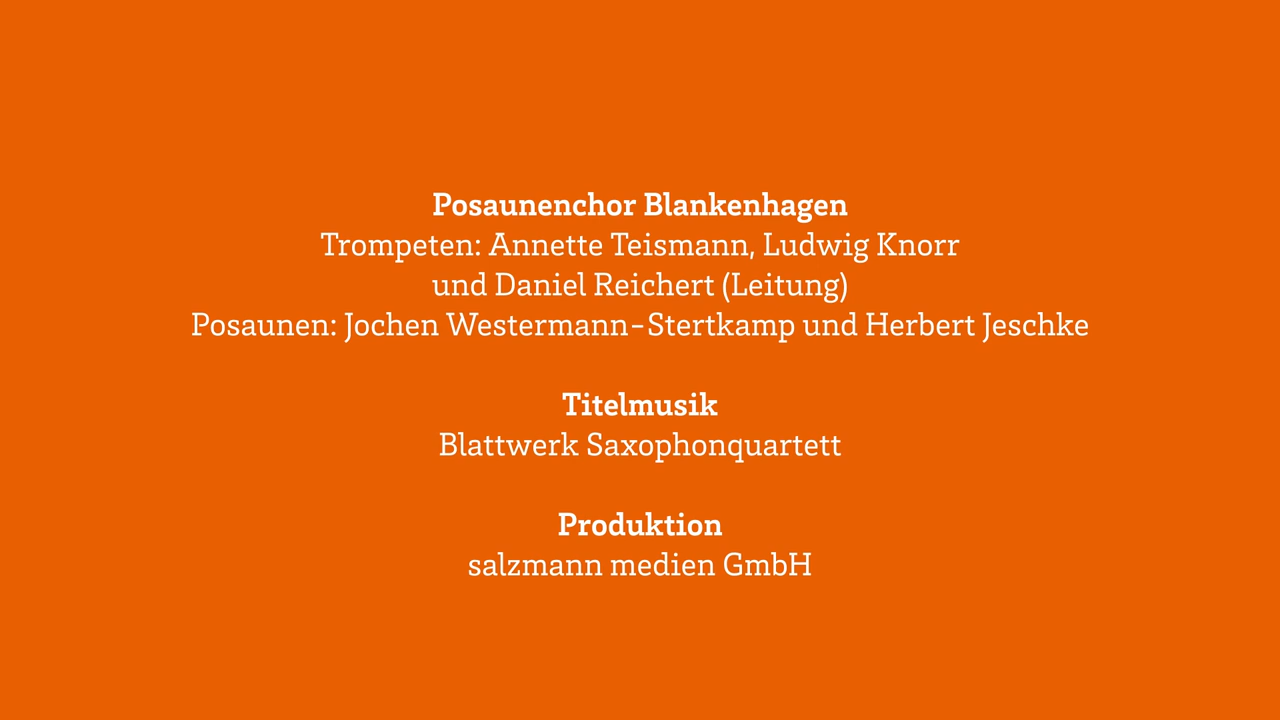 Posaunenchor Blankenhagen
Trompeten: Annette Teismann, Ludwig Knorr
und Daniel Reichert (Leitung)
Posaunen: Jochen Westermann-Stertkamp und Herbert Jeschke
Titelmusik
Blattwerk Saxophonquartett
Produktion
salzmann medien GmbH